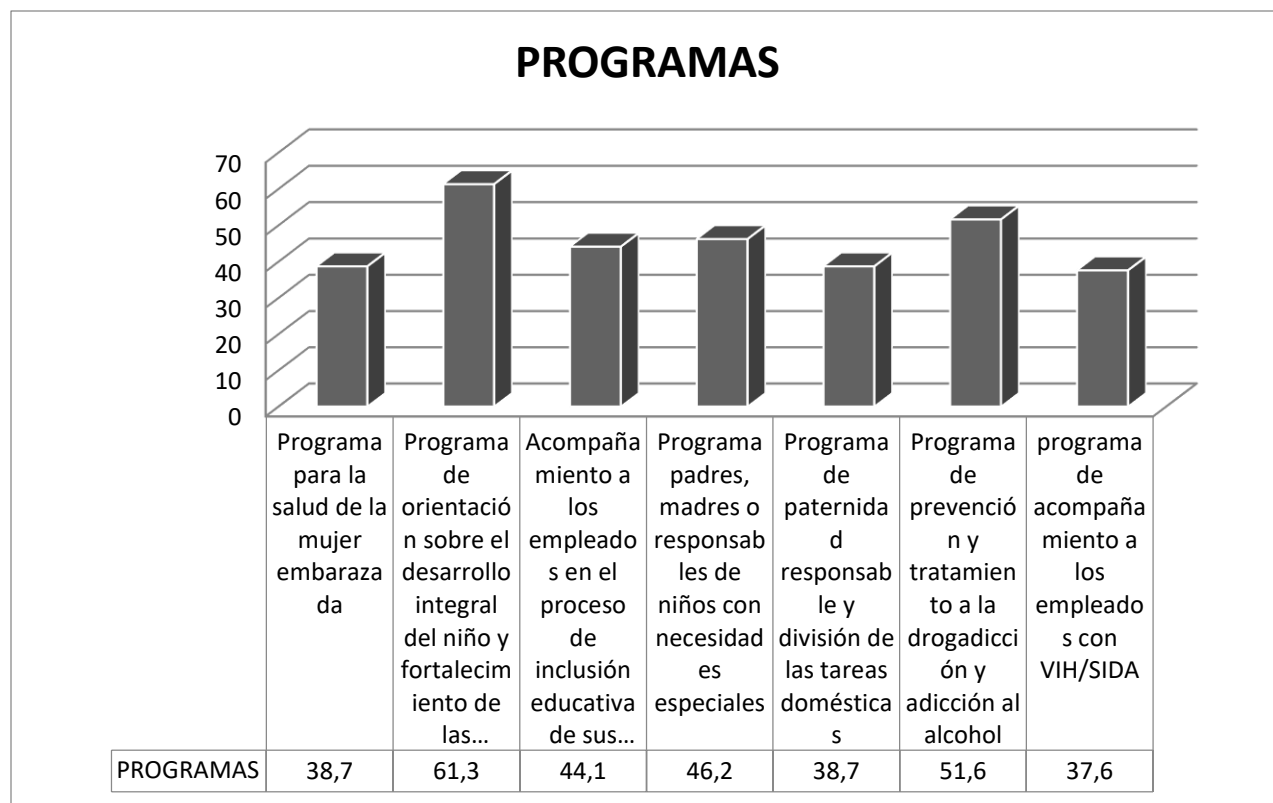 PROGRAMAS
70
60
50
40
30
20
10
0
Programa
para la
salud de la
mujer
embaraza
da
Programa
de
orientació
n sobre el
desarrollo
integral
del niño y
fortalecim
iento de
las...
Acompaña
miento a
los
empleado
s en el
proceso
de
inclusión
educativa
de sus...
Programa
padres,
madres o
responsab
les de
niños con
necesidad
es
especiales
Programa
de
paternida
d
responsab
le y
división de
las tareas
doméstica
s
Programa
de
prevenció
n y
tratamien
to a la
drogadicci
ón y
adicción al
alcohol
programa
de
acompaña
miento a
los
empleado
s con
VIH/SIDA
PROGRAMAS 38,7 61,3 44,1 46,2 38,7 51,6 37,6